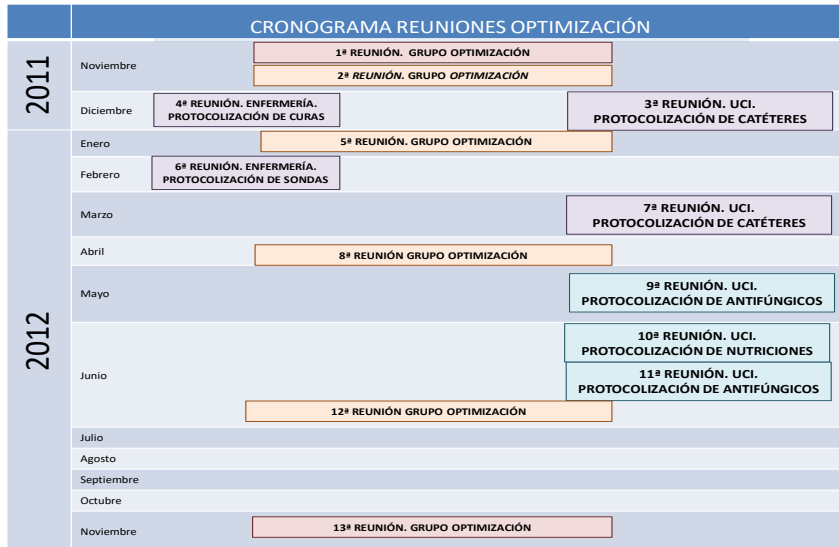 CRONOGRAMA REUNIONES OPTIMIZACIÓN
2011
Noviembre
1ª REUNIÓN. GRUPO OPTIMIZACIÓN
2ª REUNIÓN. GRUPO OPTIMIZACIÓN
Diciembre
4ª REUNIÓN. ENFERMERÍA.
PROTOCOLIZACIÓN DE CURAS
3ª REUNIÓN. UCI.
PROTOCOLIZACIÓN DE CATÉTERES
2012
Enero
5ª REUNIÓN. GRUPO OPTIMIZACIÓN
Febrero
6ª REUNIÓN. ENFERMERÍA.
PROTOCOLIZACIÓN DE SONDAS
Marzo
7ª REUNIÓN. UCI.
PROTOCOLIZACIÓN DE CATÉTERES
Abril
8ª REUNIÓN GRUPO OPTIMIZACIÓN
Mayo
9ª REUNIÓN. UCI.
PROTOCOLIZACIÓN DE ANTIFÚNGICOS
Junio
10ª REUNIÓN. UCI.
PROTOCOLIZACIÓN DE NUTRICIONES
11ª REUNIÓN. UCI.
PROTOCOLIZACIÓN DE ANTIFÚNGICOS
12ª REUNIÓN GRUPO OPTIMIZACIÓN
Julio
Agosto
Septiembre
Octubre
Noviembre
13ª REUNIÓN. GRUPO OPTIMIZACIÓN